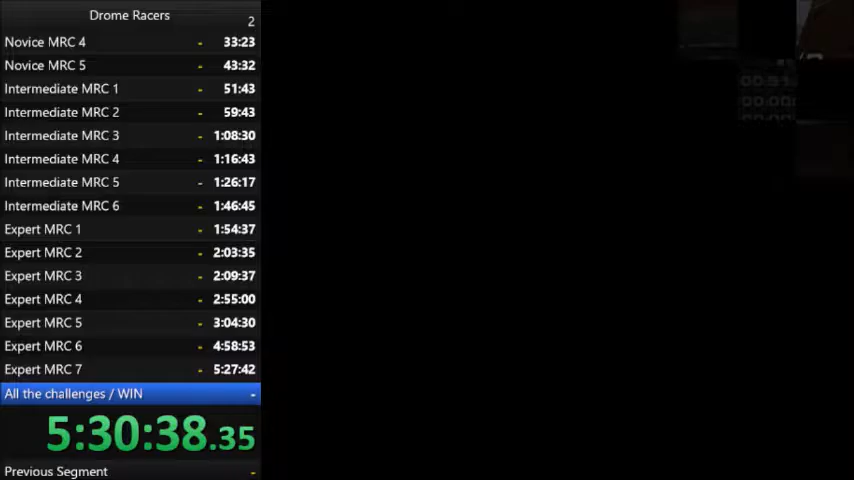 Drome Racers
2
Novice MRC 4 - 33:23
Novice MRC 5 - 43:32
Intermediate MRC 1 - 51:43
Intermediate MRC 2 - 59:43
Intermediate MRC 3 - 1:08:30
Intermediate MRC 4 - 1:16:43
Intermediate MRC 5 - 1:26:17
Intermediate MRC 6 - 1:46:45
Expert MRC 1 - 1:54:37
Expert MRC 2 - 2:03:35
Expert MRC 3 - 2:09:37
Expert MRC 4 - 2:55:00
Expert MRC 5 - 3:04:30
Expert MRC 6 - 4:58:53
Expert MRC 7 - 5:27:42
All the challenges / WIN -
5:30:38.35
Previous Segment -